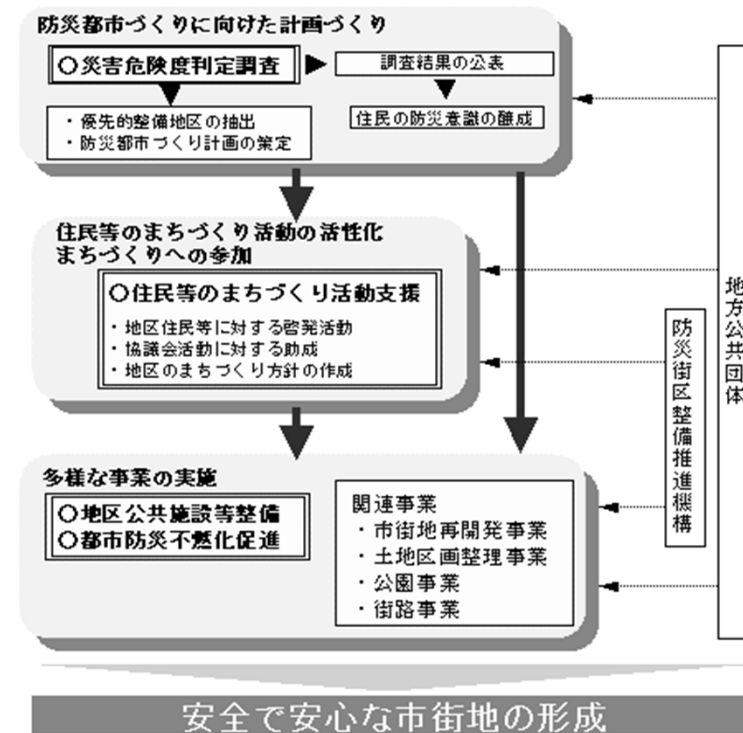 防災都市づくりに向けた計画づくり
○災害危険度判定調査
調査結果の公表
・優先的整備地区の抽出
・防災都市づくり計画の策定
住民の防災意識の醸成
住民等のまちづくり活動の活性化
まちづくりへの参加
○住民等のまちづくり活動支援
・地区住民等に対する啓発活動
・協議会活動に対する助成
・地区のまちづくり方針の作成
多様な事業の実施
○地区公共施設等整備
○都市防災不燃化促進
関連事業
・市街地再開発事業
・土地区画整理事業
・公園事業
・街路事業
防災街区整備推進機構
地方公共団体
安全で安心な市街地の形成